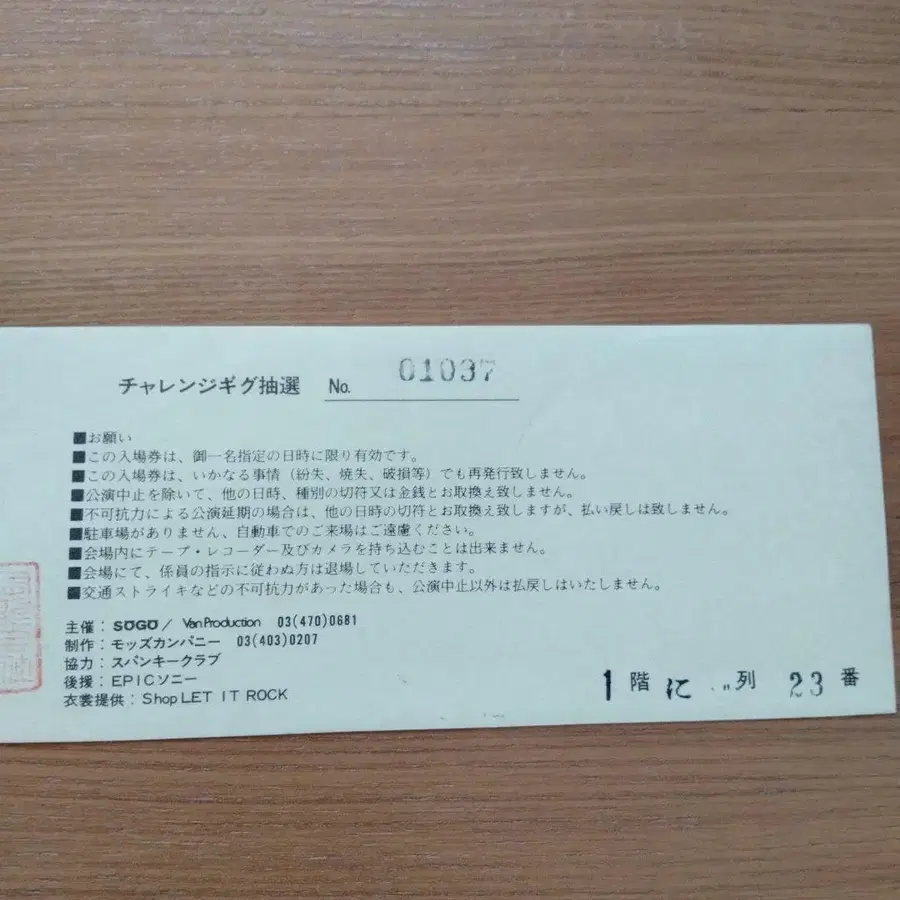 チャレンジギグ抽選 No. 01037
■お願い
■この入場券は、御一名指定の日時に限り有効です。
■この入場券は、いかなる事情（紛失、焼失、破損等）でも再発行致しません。
■公演中止を除いて、他の日時、種別の切符又は金銭とお取換え致しません。
■不可抗力による公演延期の場合は、他の日時の切符とお取換え致しますが、払い戻しは致しません。
■駐車場がありません、自動車でのご来場はご遠慮ください。
■会場内にテープ・レコーダー及びカメラを持ち込むことは出来ません。
■会場にて、係員の指示に従わぬ方は退場していただきます。
■交通ストライキなどの不可抗力があった場合も、公演中止以外は払戻しはいたしません。
主催：SOGO／ Van Production 03(470)0681
制作：モッズカンパニー 03(403)0207
協力：スパンキークラブ
後援：EPICソニー
衣裳提供：Shop LET IT ROCK
1階 に 列 23 番